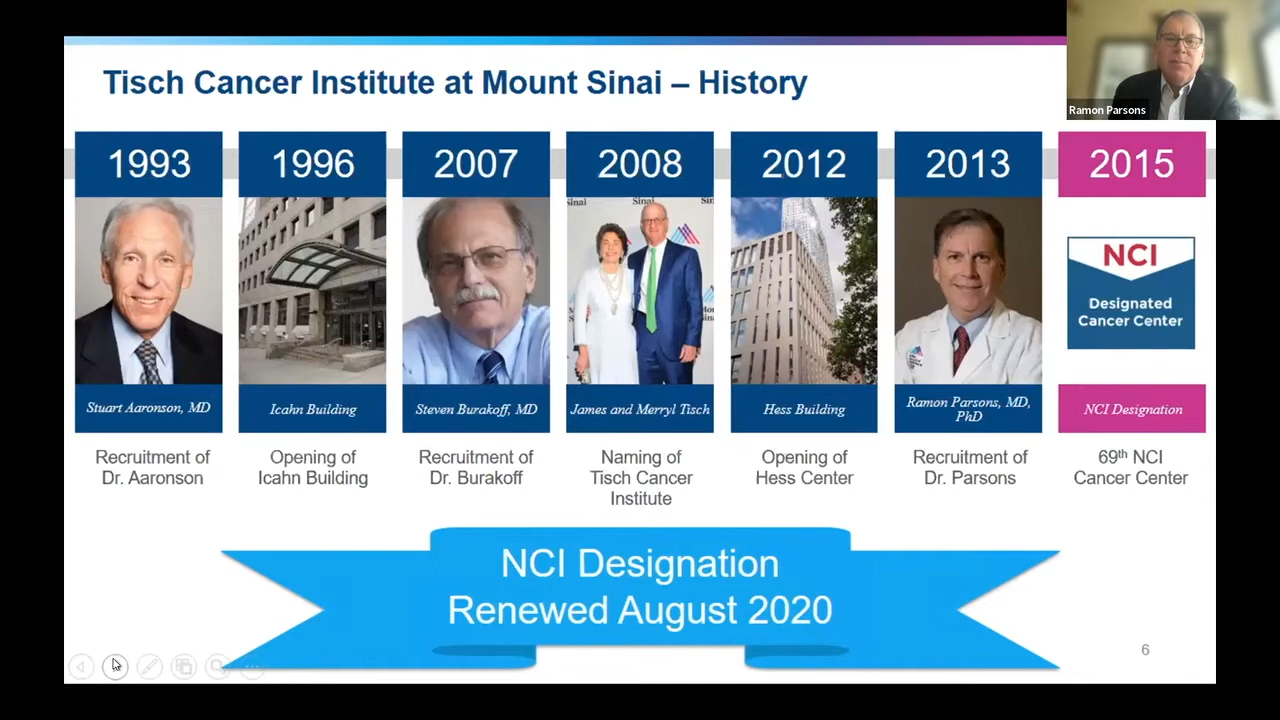 Ramon Parsons
Tisch Cancer Institute at Mount Sinai – History
1993
1996
2007
2008
2012
2013
2015
Sinai
Sinai
NCI
Designated
Cancer Center
Stuart Aaronson, MD
Icahn Building
Steven Burakoff, MD
James and Merryl Tisch
Hess Building
Ramon Parsons, MD,
PhD
NCI Designation
Recruitment of
Dr. Aaronson
Opening of
Icahn Building
Recruitment of
Dr. Burakoff
Naming of
Tisch Cancer
Institute
Opening of
Hess Center
Recruitment of
Dr. Parsons
69th NCI
Cancer Center
NCI Designation
Renewed August 2020
6